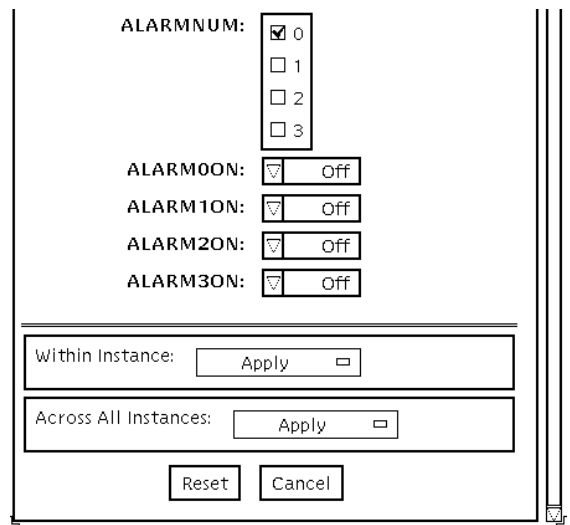 ALARMNUM: 0
1
2
3
ALARM0ON: Off
ALARM1ON: Off
ALARM2ON: Off
ALARM3ON: Off
Within Instance: Apply
Across All Instances: Apply
Reset Cancel